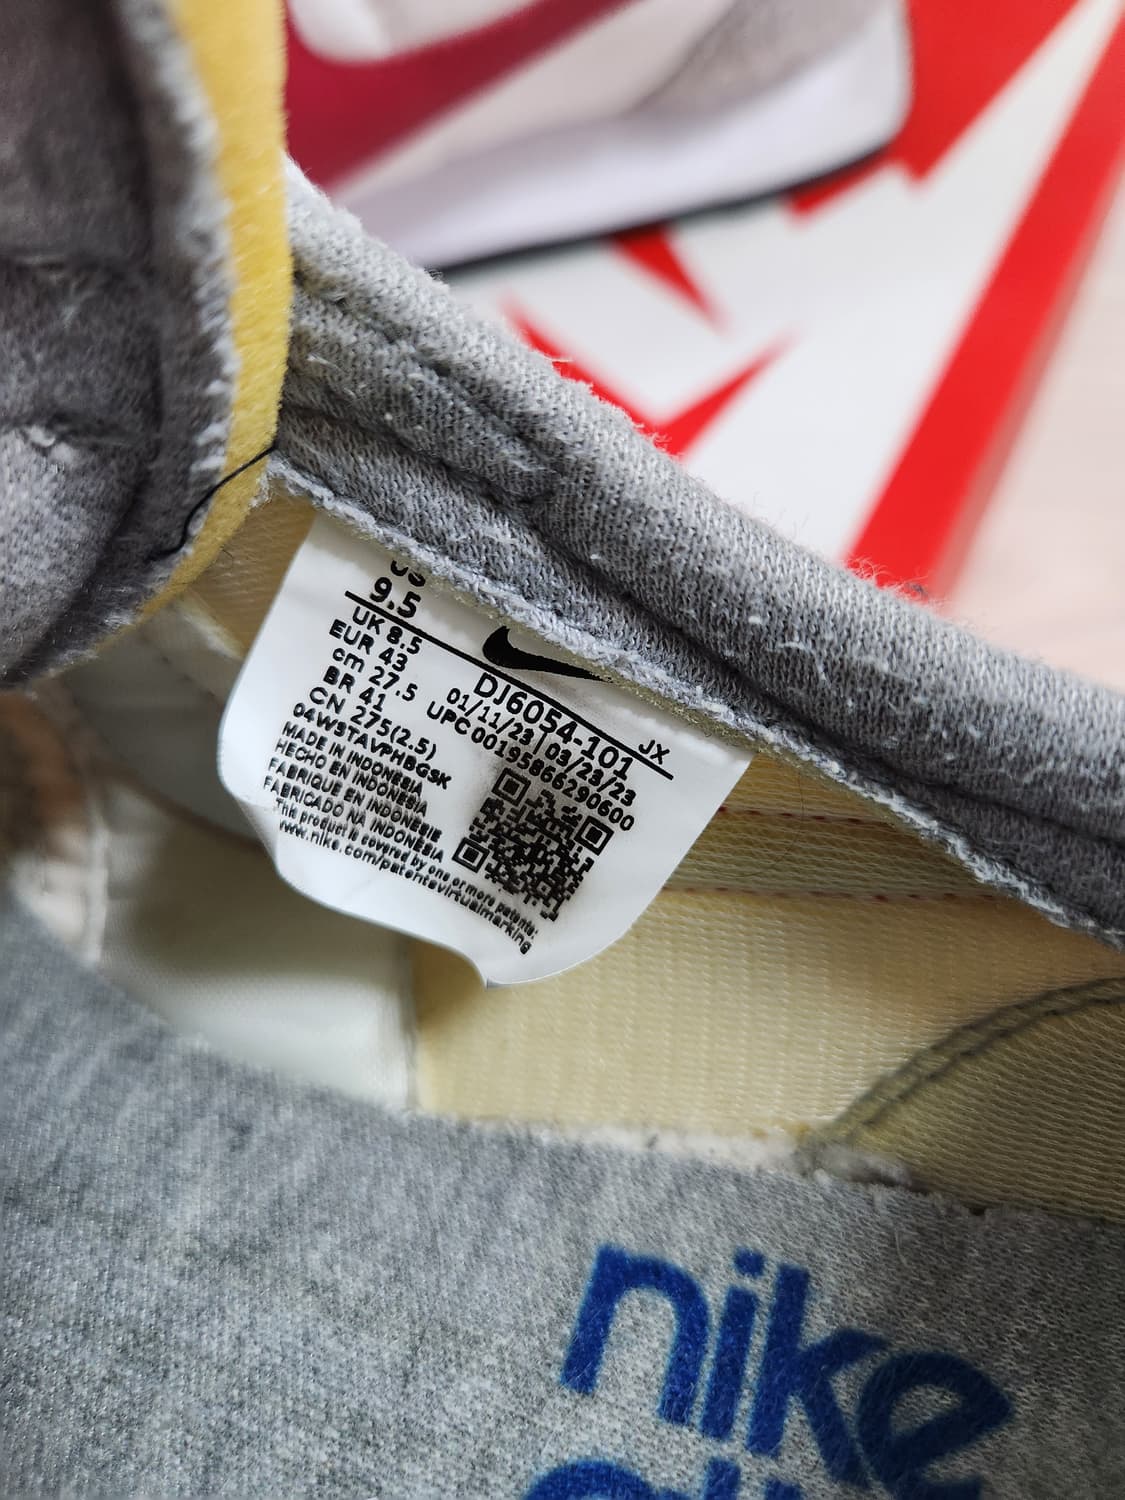 US
9.5
UK 8.5
EUR 43
cm 27.5
BR 41
CN 275(2.5)
04W3TAVPHBGSK
MADE IN INDONESIA
HECHO EN INDONESIA
FABRIQUE EN INDONESIE
FABRICADO NA INDONESIA
This product is covered by one or more patents:
www.nike.com/patentsvirtualmarking
DJ6054-101 JX
01/11/23 | 03/23/23
UPC 00195866290600
nike